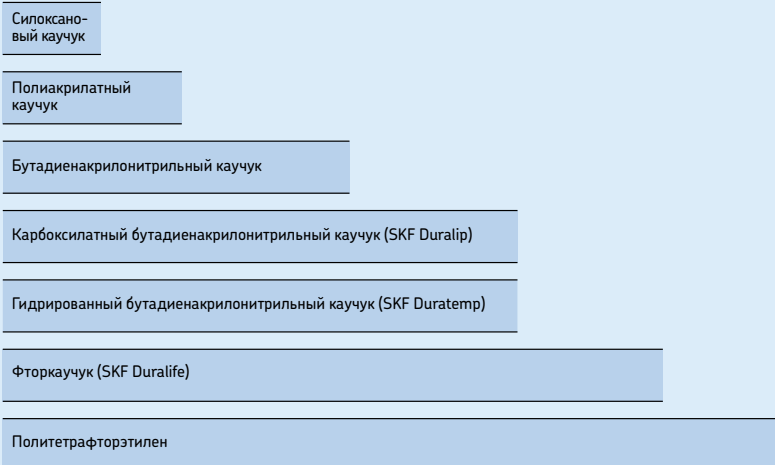 Силоксано-
вый каучук
Полиакрилатный
каучук
Бутадиенакрилонитрильный каучук
Карбоксилатный бутадиенакрилонитрильный каучук (SKF Duralip)
Гидрированный бутадиенакрилонитрильный каучук (SKF Duratemp)
Фторкаучук (SKF Duralife)
Политетрафторэтилен